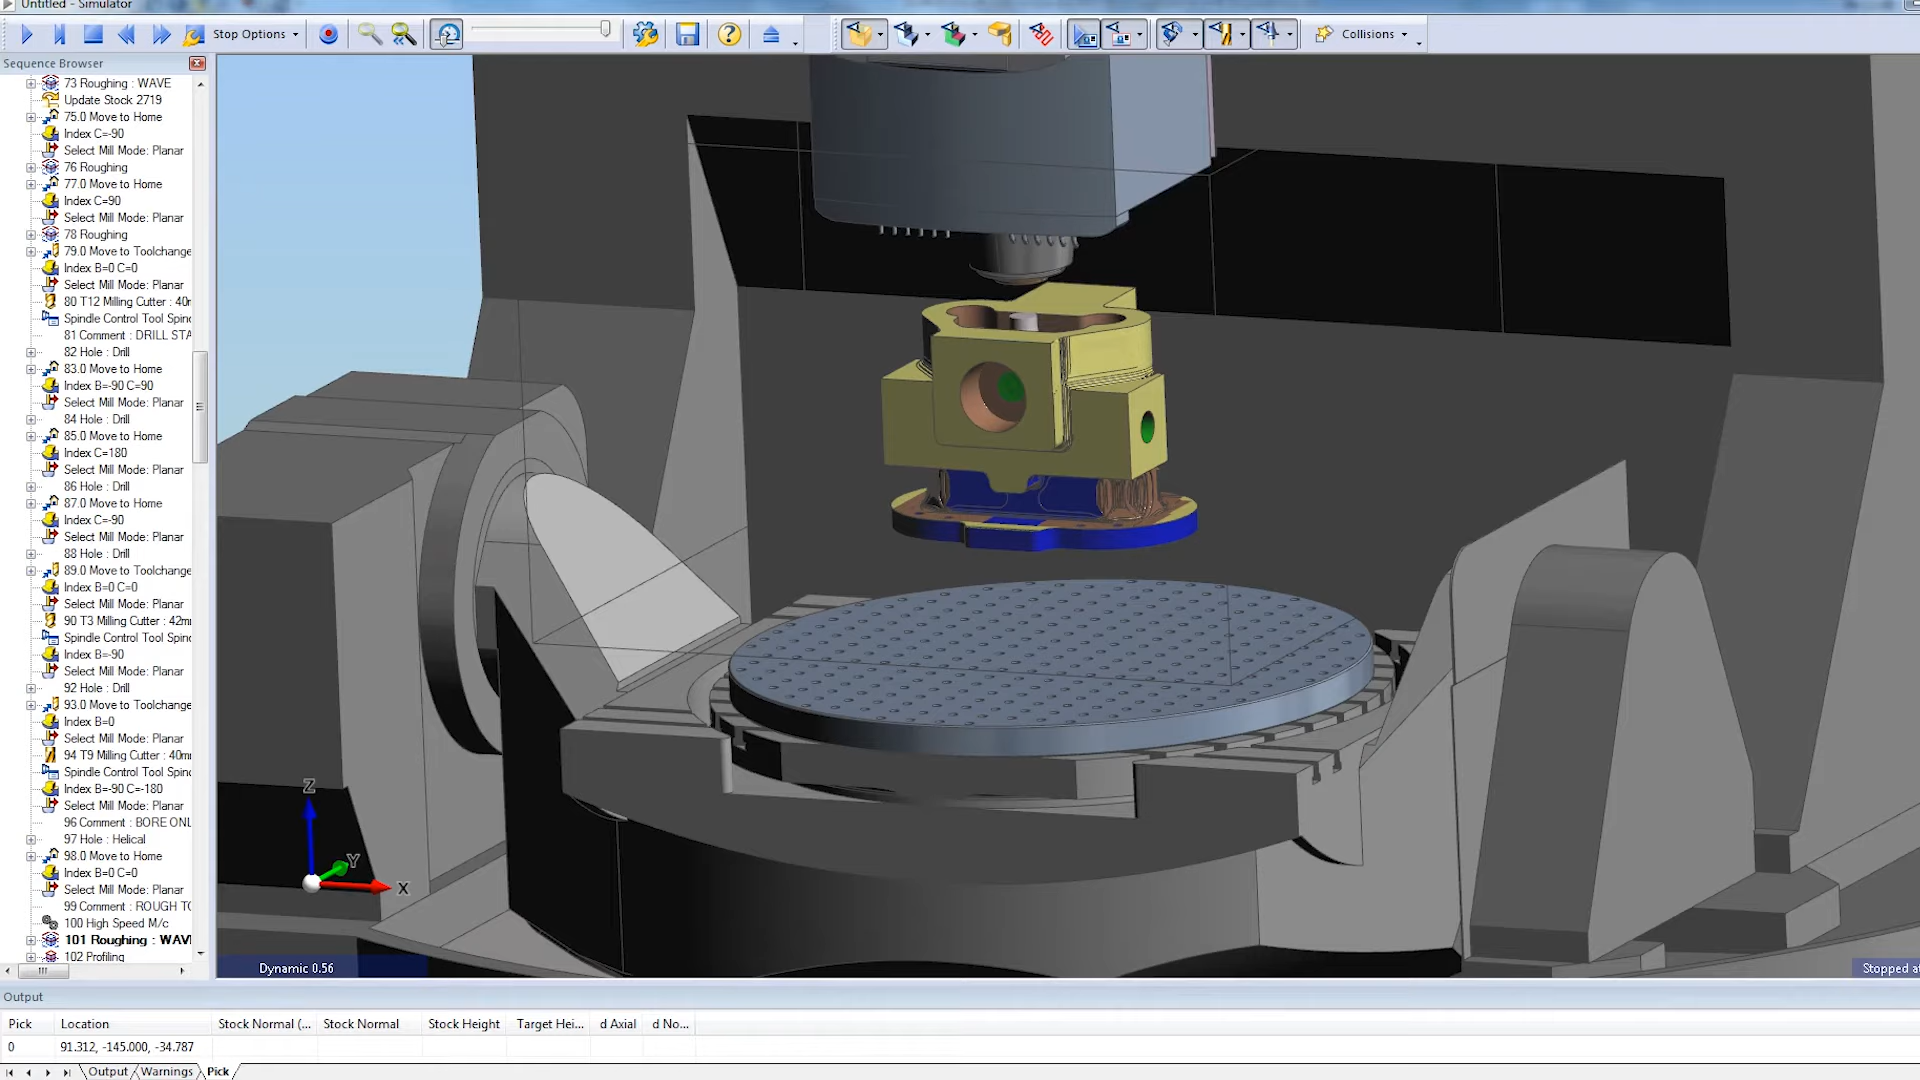 Untitled - Simulator
Stop Options
Collisions
Sequence Browser
73 Roughing : WAVE
Update Stock 2719
75.0 Move to Home
Index C=-90
Select Mill Mode: Planar
76 Roughing
77.0 Move to Home
Index C=90
Select Mill Mode: Planar
78 Roughing
79.0 Move to Toolchange
Index B=0 C=0
Select Mill Mode: Planar
80 T12 Milling Cutter : 40
Spindle Control Tool Spin
81 Comment : DRILL STA
82 Hole : Drill
83.0 Move to Home
Index B=-90 C=90
Select Mill Mode: Planar
84 Hole : Drill
85.0 Move to Home
Index C=180
Select Mill Mode: Planar
86 Hole : Drill
87.0 Move to Home
Index C=-90
Select Mill Mode: Planar
88 Hole : Drill
89.0 Move to Toolchange
Index B=0 C=0
Select Mill Mode: Planar
90 T3 Milling Cutter : 42m
Spindle Control Tool Spin
Index B=-90
Select Mill Mode: Planar
92 Hole : Drill
93.0 Move to Toolchange
Index B=0
Select Mill Mode: Planar
94 T9 Milling Cutter : 40m
Spindle Control Tool Spin
Index B=-90 C=-180
Select Mill Mode: Planar
96 Comment : BORE ONL
97 Hole : Helical
98.0 Move to Home
Index B=0 C=0
Select Mill Mode: Planar
99 Comment : ROUGH TO
100 High Speed M/c
101 Roughing : WAV
102 Profiling
Z
Y
X
Dynamic 0.56
Stopped at
Output
Pick Location Stock Normal (... Stock Normal Stock Height Target Hei... d Axial d No...
0 91.312, -145.000, -34.787
Output Warnings Pick